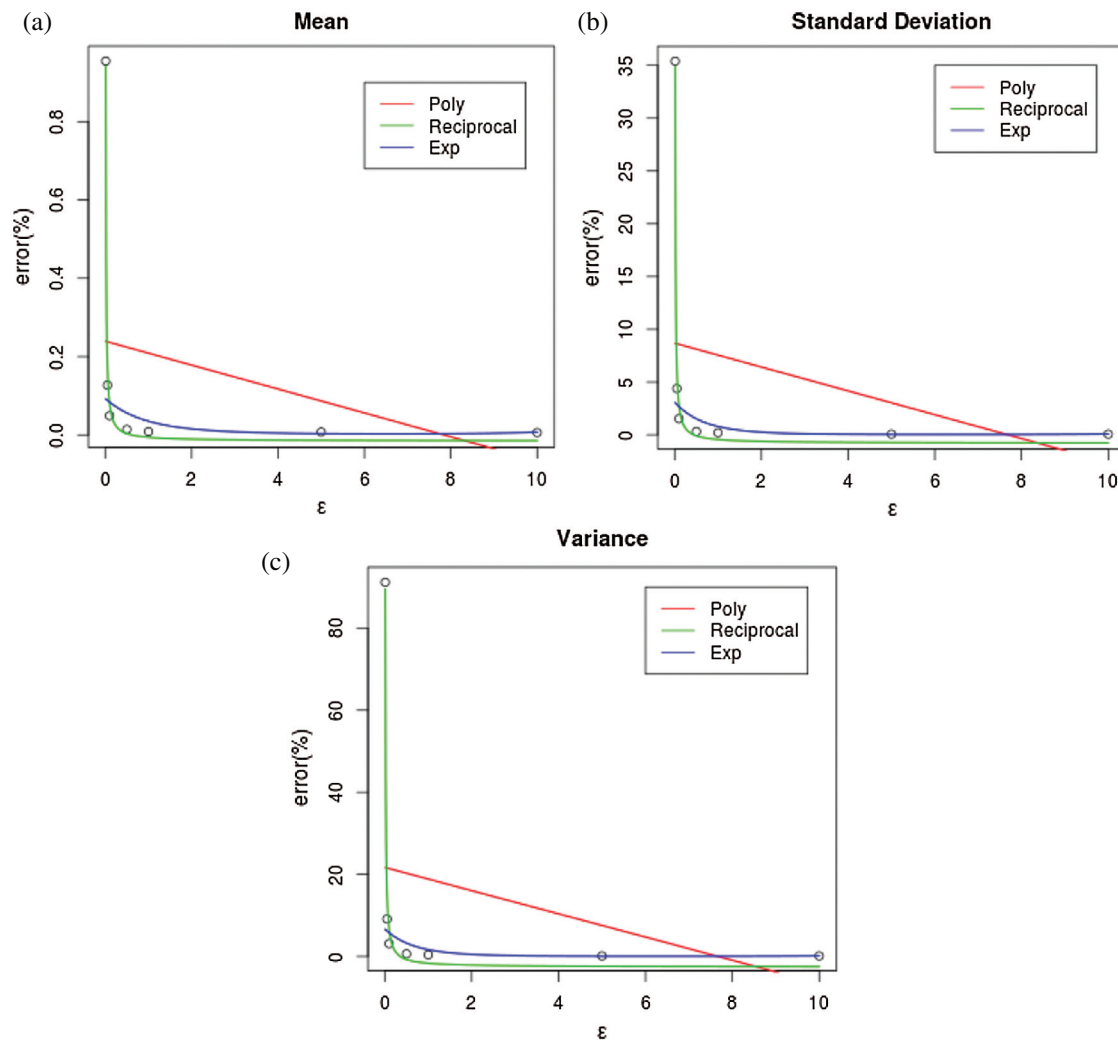 (a)
Mean
error(%)
0.0
0.2
0.4
0.6
0.8
Poly
Reciprocal
Exp
0 2 4 6 8 10
ε
(b)
Standard Deviation
error(%)
0
5
10
15
20
25
30
35
Poly
Reciprocal
Exp
0 2 4 6 8 10
ε
(c)
Variance
error(%)
0
20
40
60
80
Poly
Reciprocal
Exp
0 2 4 6 8 10
ε